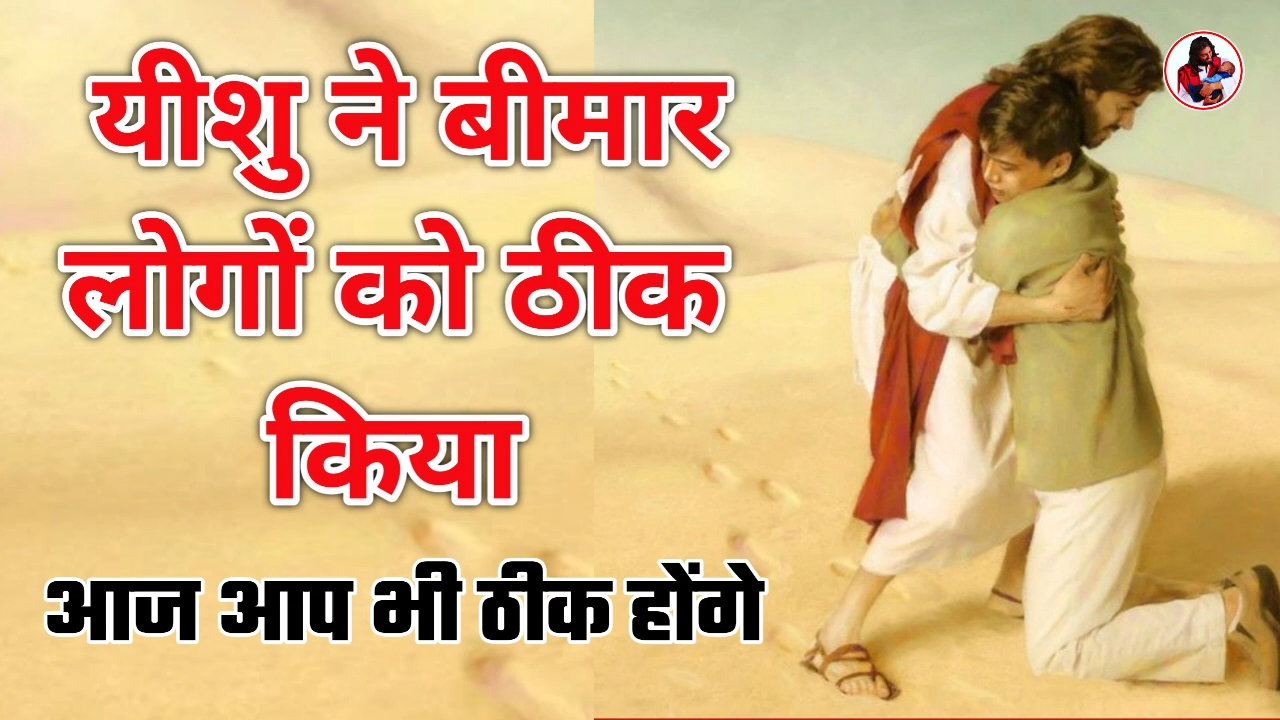 यीशु ने बीमार
लोगों को ठीक
किया
आज आप भी ठीक होंगे